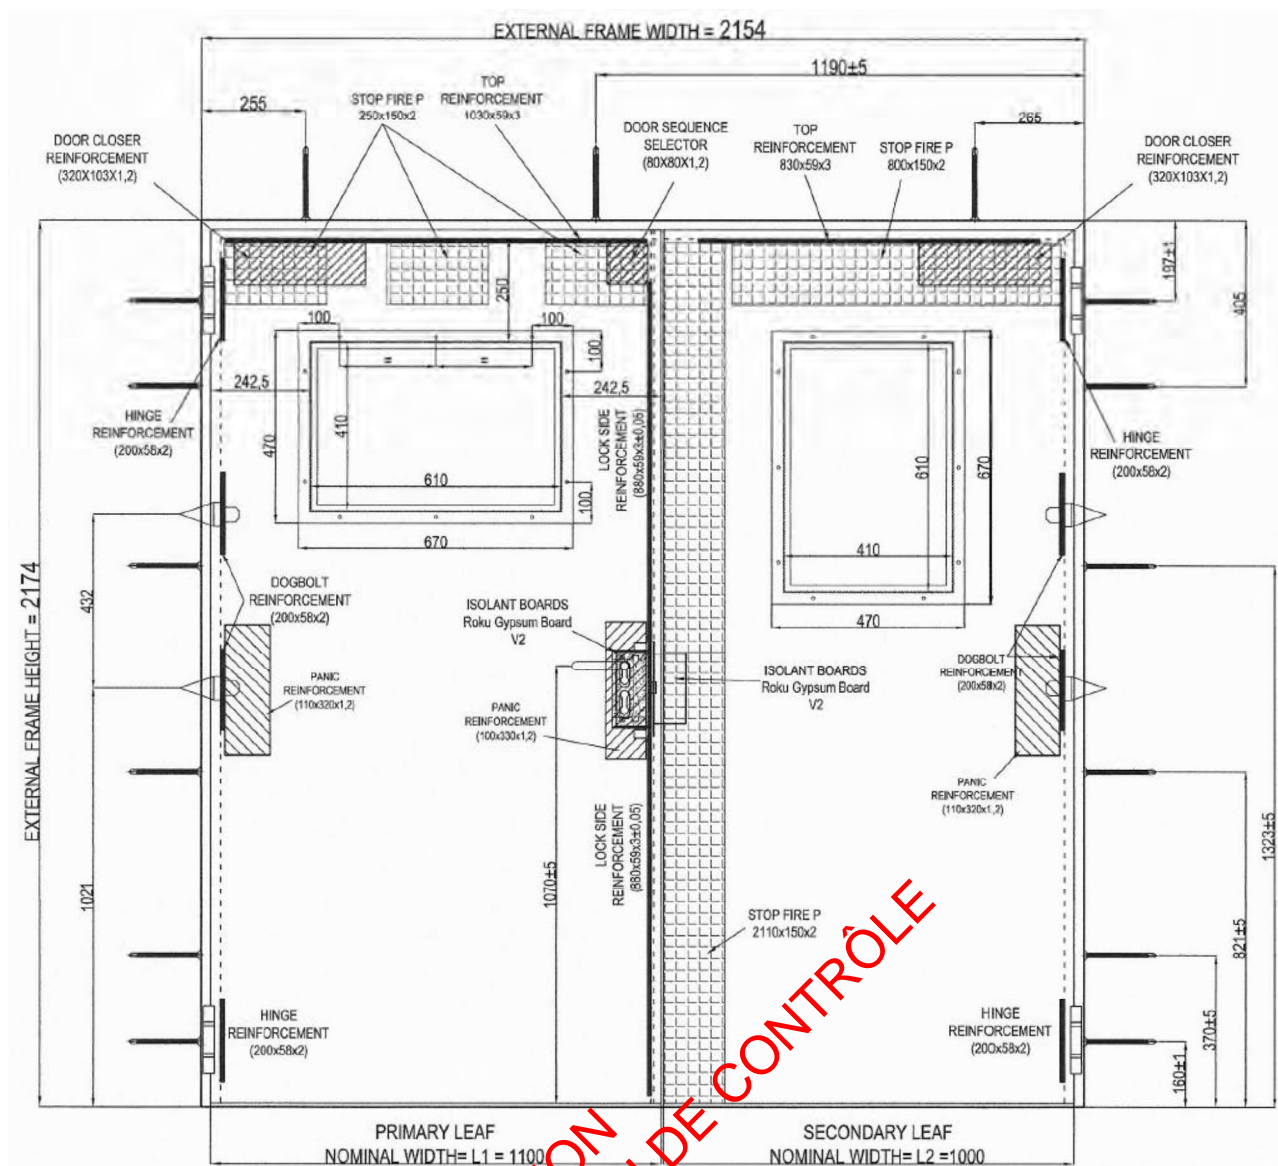 EXTERNAL FRAME WIDTH = 2154
1190±5
255
STOP FIRE P
250x150x2
TOP
REINFORCEMENT
1030x59x3
DOOR SEQUENCE
SELECTOR
(80X80X1,2)
TOP
REINFORCEMENT
830x59x3
STOP FIRE P
800x150x2
265
DOOR CLOSER
REINFORCEMENT
(320X103X1,2)
DOOR CLOSER
REINFORCEMENT
(320X103X1,2)
197±1
405
250
100
100
100
=
=
242,5
242,5
HINGE
REINFORCEMENT
(200x58x2)
470
410
610
670
100
LOCK SIDE
REINFORCEMENT
(880x59x3±0,05)
610
670
410
470
HINGE
REINFORCEMENT
(200x58x2)
EXTERNAL FRAME HEIGHT = 2174
432
1021
DOGBOLT
REINFORCEMENT
(200x58x2)
PANIC
REINFORCEMENT
(110x320x1,2)
ISOLANT BOARDS
Roku Gypsum Board
V2
PANIC
REINFORCEMENT
(100x330x1,2)
ISOLANT BOARDS
Roku Gypsum Board
V2
DOGBOLT
REINFORCEMENT
(200x58x2)
PANIC
REINFORCEMENT
(110x320x1,2)
1070±5
LOCK SIDE
REINFORCEMENT
(880x59x3±0,05)
STOP FIRE P
2110x150x2
1323±5
821±5
370±5
160±1
HINGE
REINFORCEMENT
(200x58x2)
HINGE
REINFORCEMENT
(200x58x2)
PRIMARY LEAF
NOMINAL WIDTH= L1 = 1100
SECONDARY LEAF
NOMINAL WIDTH= L2 =1000
ON
DE CONTRÔLE